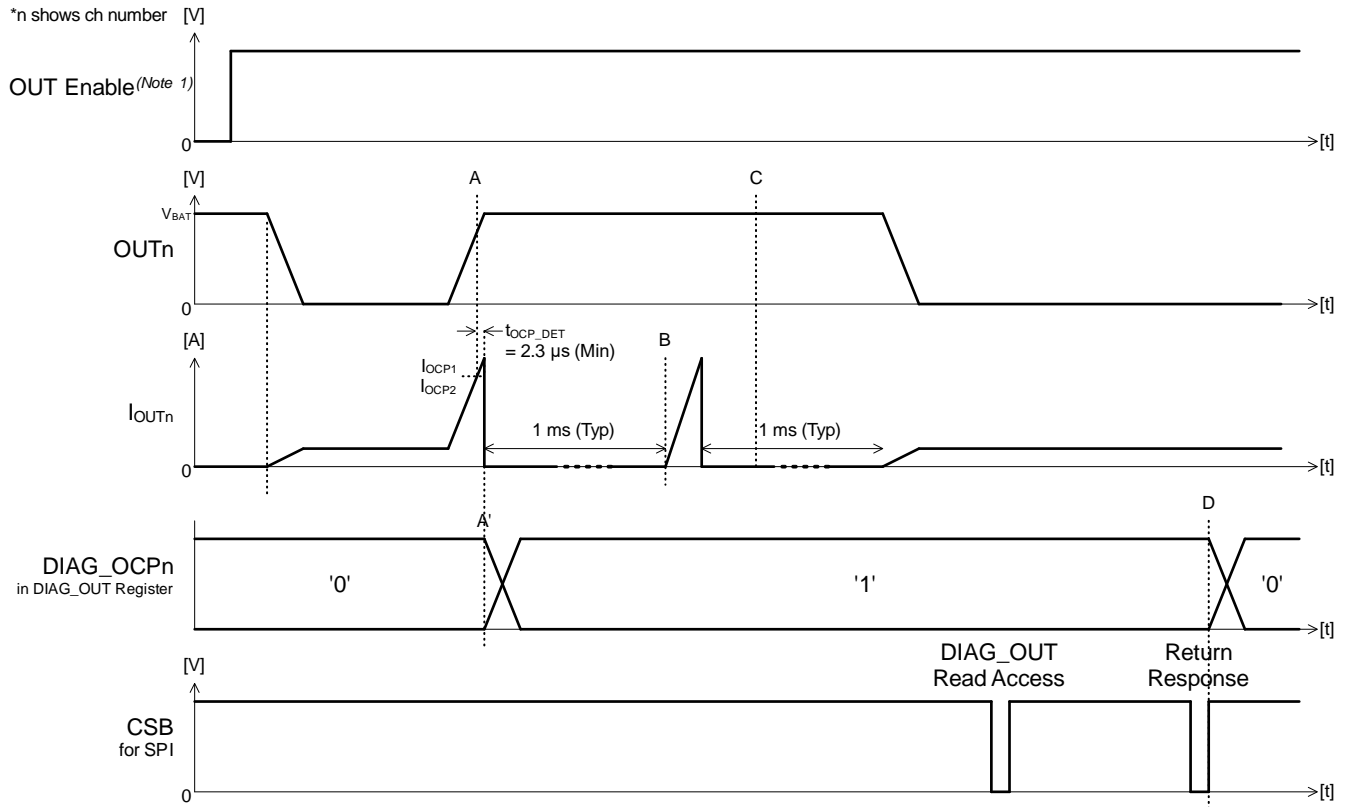 *n shows ch number
[V]
OUT Enable(Note 1)
0
[t]
[V]
A
C
VBAT
OUTn
0
[t]
[A]
tOCP_DET
= 2.3 µs (Min)
B
IOCP1
IOCP2
IOUTn
1 ms (Typ)
1 ms (Typ)
0
[t]
A'
D
DIAG_OCPn
in DIAG_OUT Register
'0'
'1'
'0'
[t]
[V]
DIAG_OUT
Read Access
Return
Response
CSB
for SPI
0
[t]